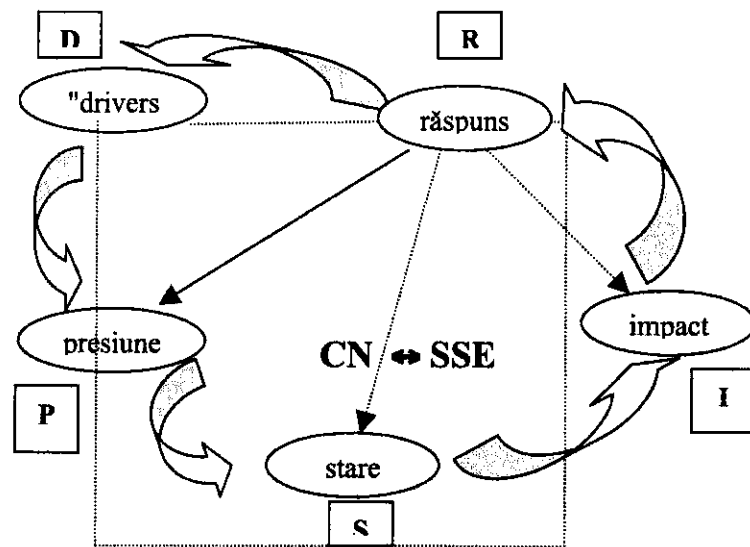 D
R
"drivers
răspuns
presiune
impact
CN ⇔ SSE
P
I
stare
S